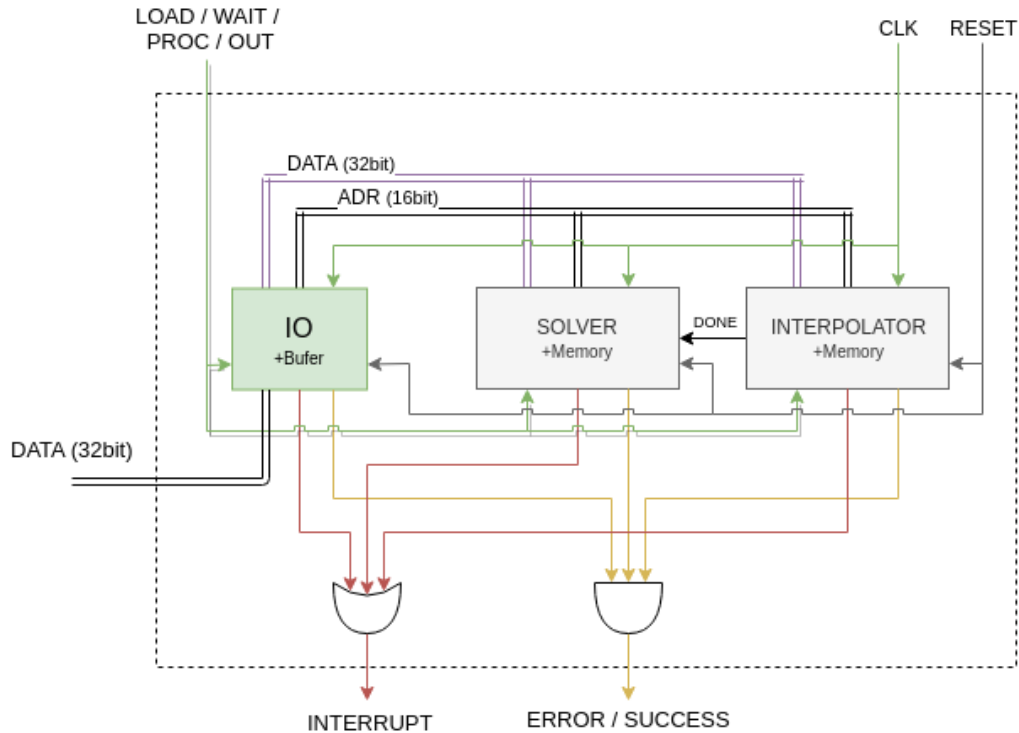 LOAD / WAIT /
PROC / OUT
CLK
RESET
DATA (32bit)
ADR (16bit)
IO
+Bufer
SOLVER
+Memory
DONE
INTERPOLATOR
+Memory
DATA (32bit)
INTERRUPT
ERROR / SUCCESS